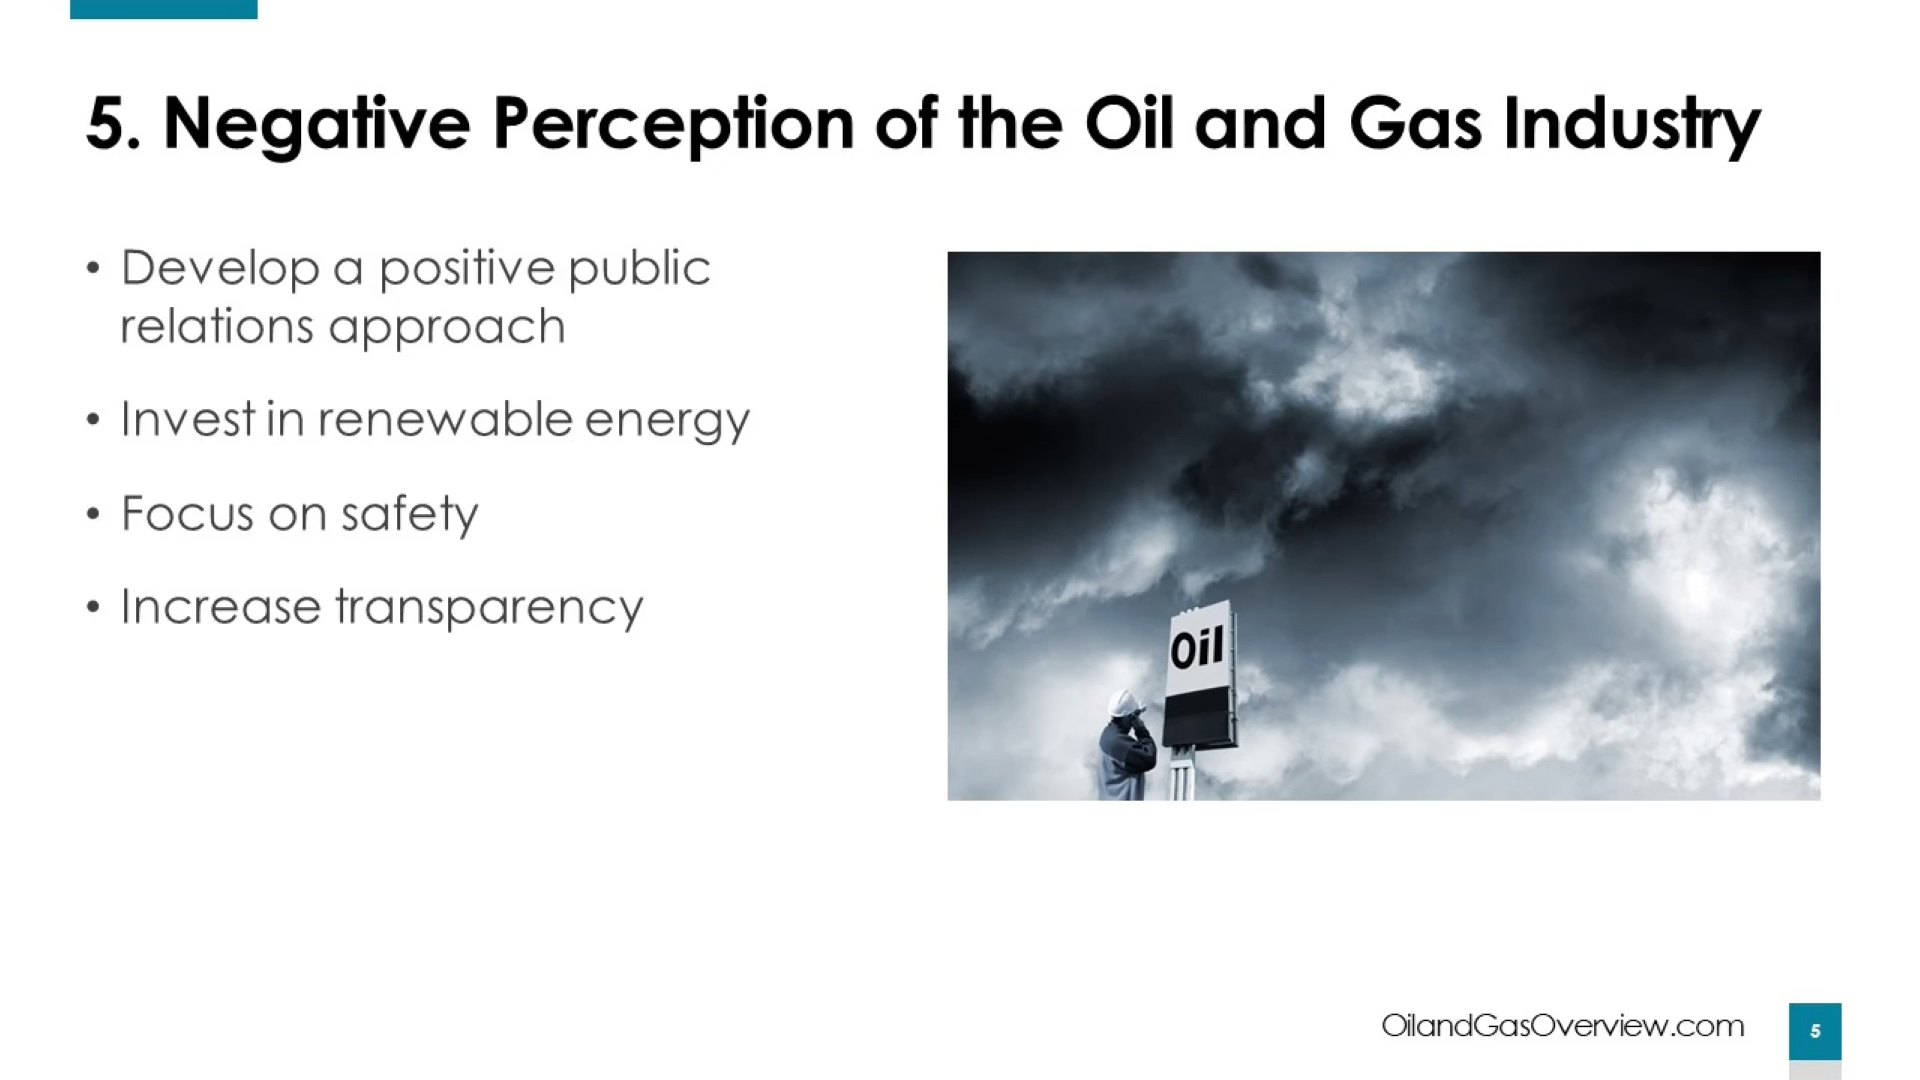 5. Negative Perception of the Oil and Gas Industry
• Develop a positive public
relations approach
• Invest in renewable energy
• Focus on safety
• Increase transparency
Oil
OilandGasOverview.com
5